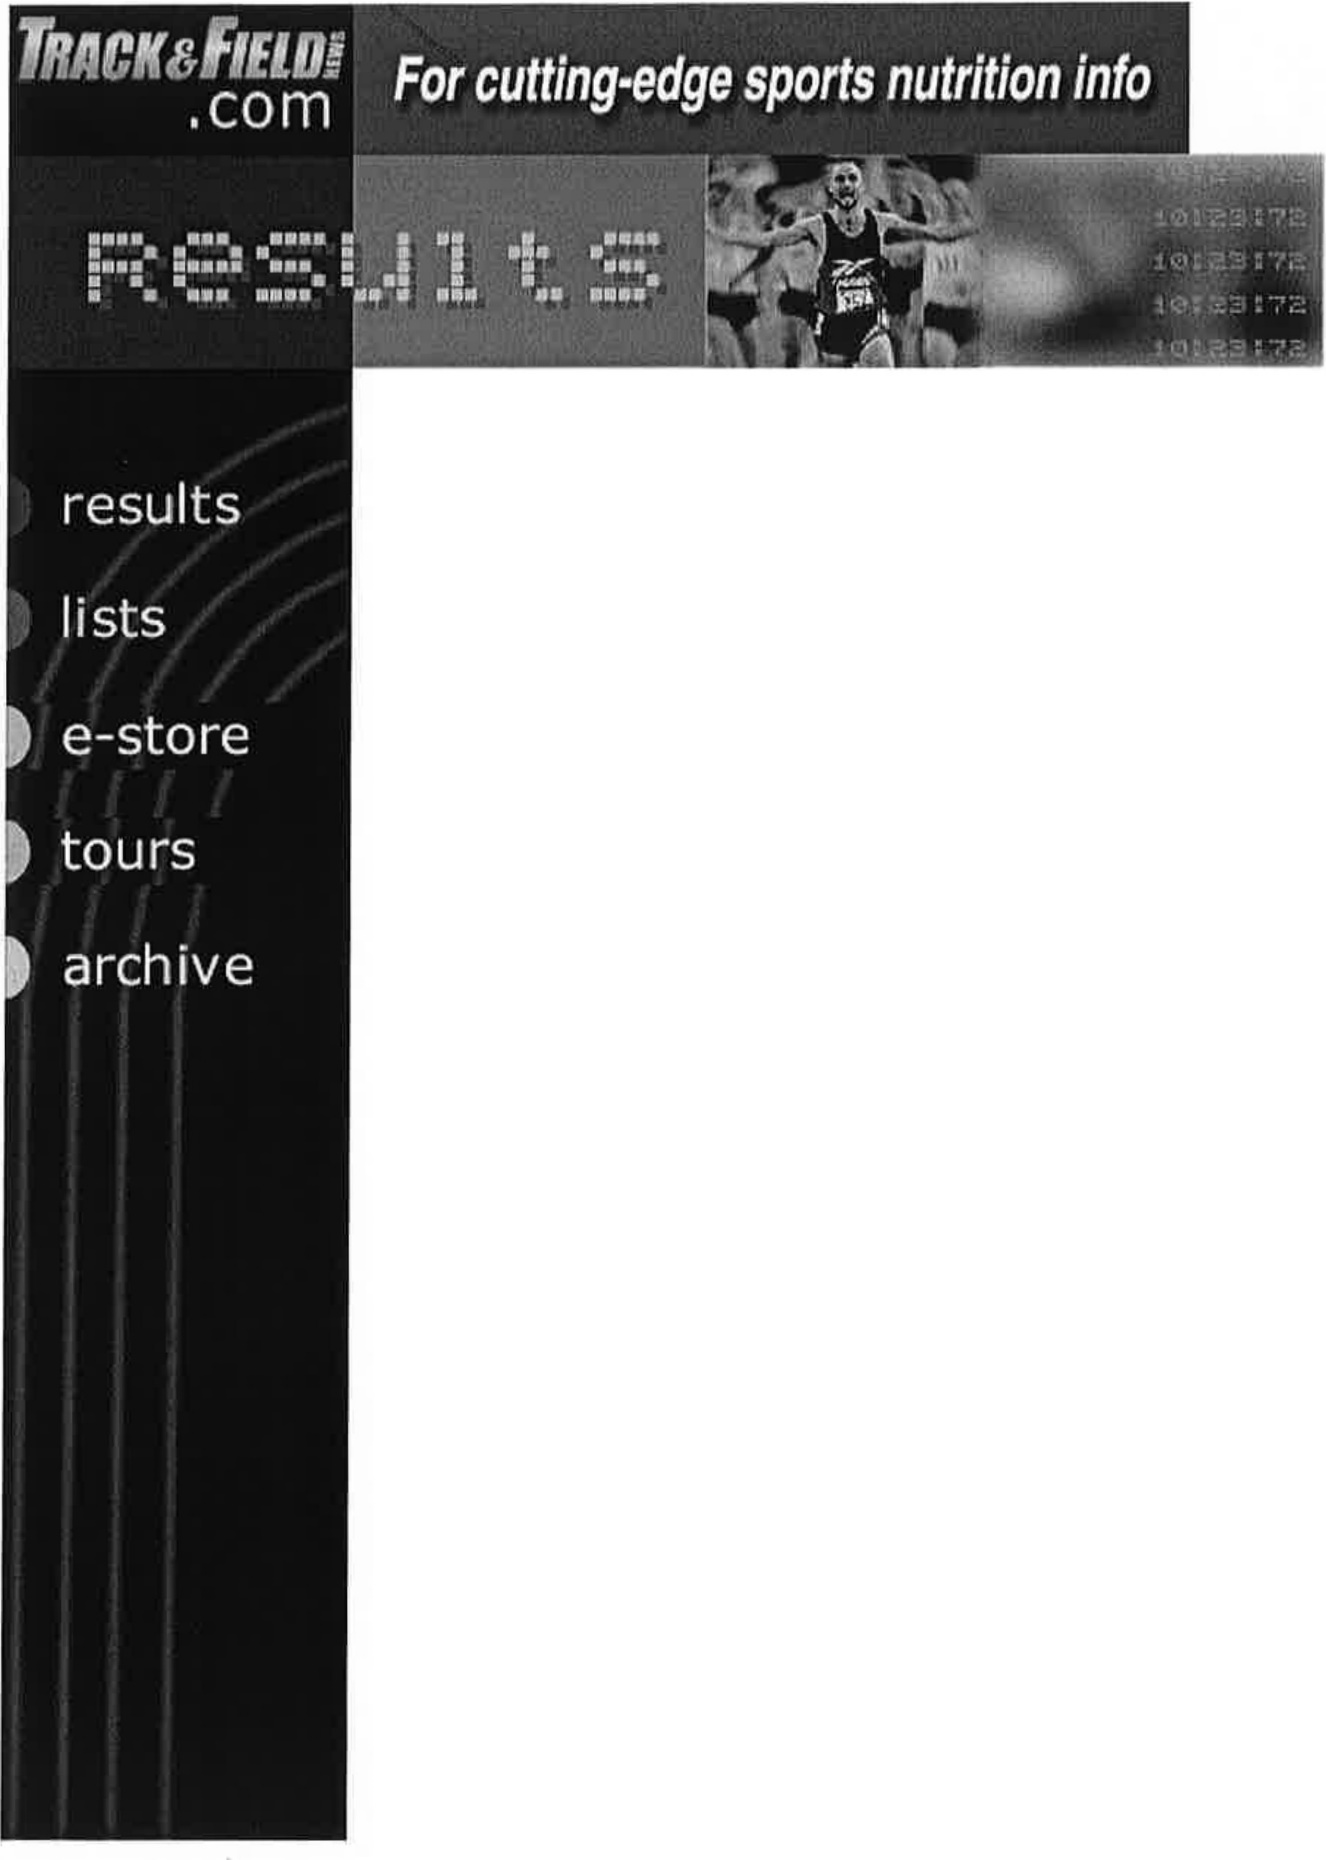 TRACK & FIELD NEWS
.com
For cutting-edge sports nutrition info
Results
10:23:72
10:23:72
10:23:72
10:23:72
results
lists
e-store
tours
archive